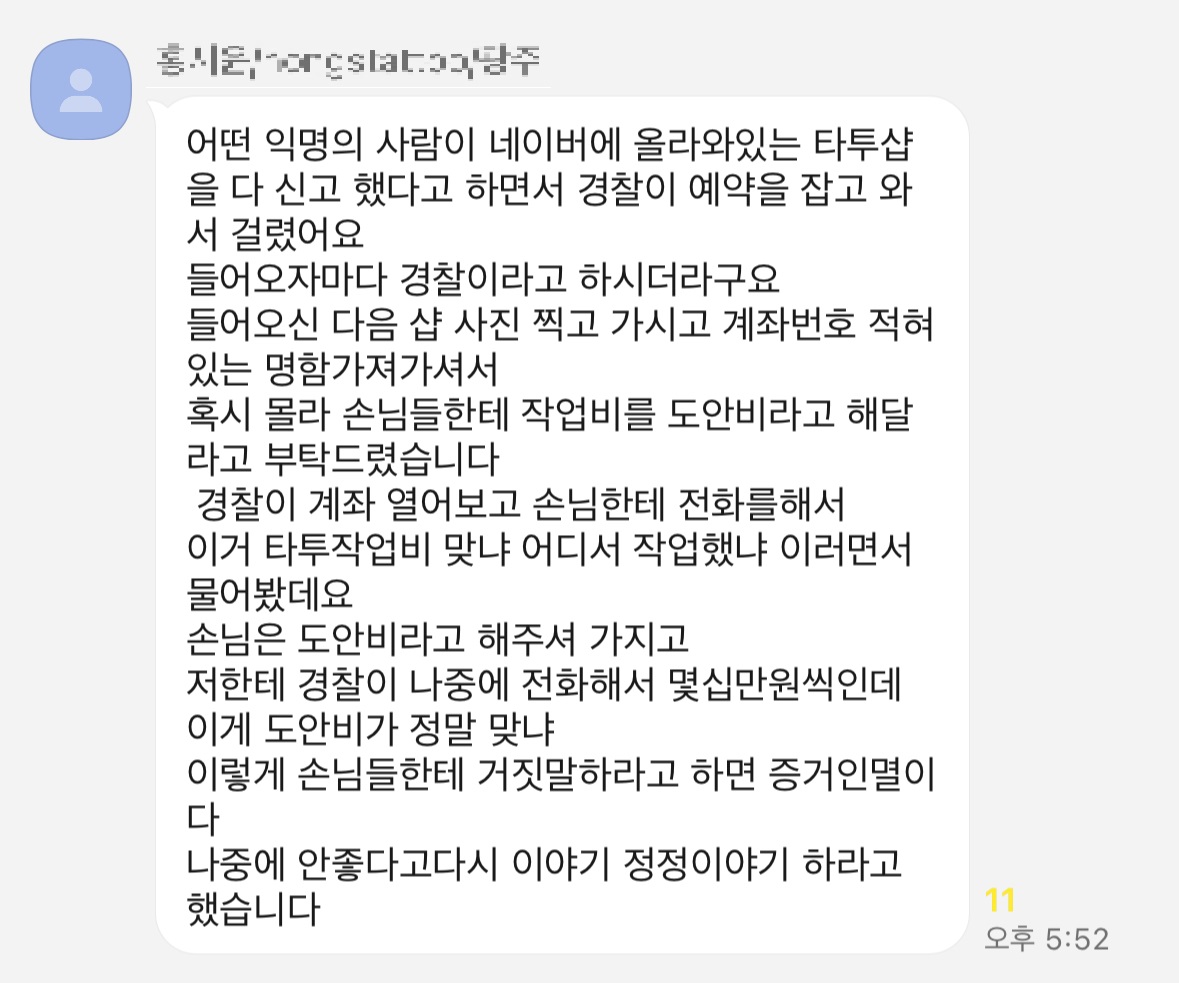 어떤 익명의 사람이 네이버에 올라와있는 타투샵
을 다 신고 했다고 하면서 경찰이 예약을 잡고 와
서 걸렸어요
들어오자마다 경찰이라고 하시더라구요
들어오신 다음 샵 사진 찍고 가시고 계좌번호 적혀
있는 명함가져가셔서
혹시 몰라 손님들한테 작업비를 도안비라고 해달
라고 부탁드렸습니다
경찰이 계좌 열어보고 손님한테 전화를해서
이거 타투작업비 맞냐 어디서 작업했냐 이러면서
물어봤데요
손님은 도안비라고 해주셔 가지고
저한테 경찰이 나중에 전화해서 몇십만원씩인데
이게 도안비가 정말 맞냐
이렇게 손님들한테 거짓말하라고 하면 증거인멸이
다
나중에 안좋다고다시 이야기 정정이야기 하라고
했습니다
11
오후 5:52